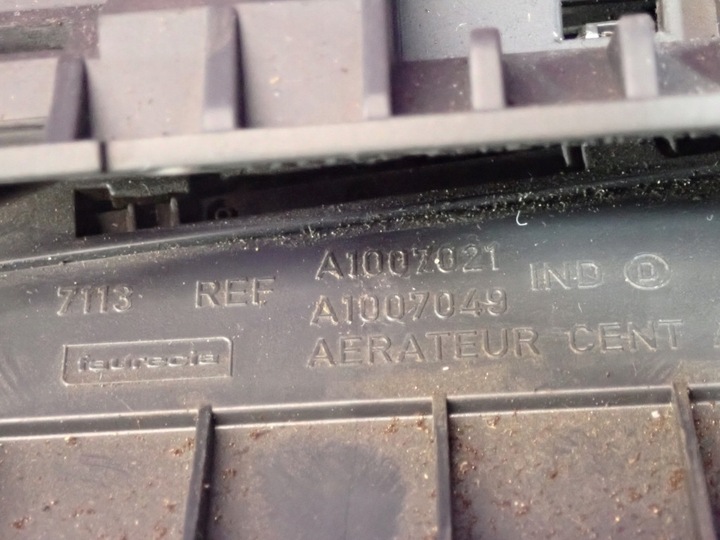 7113 REF A1007021 IND D
A1007049
faurecia AERATEUR CENT